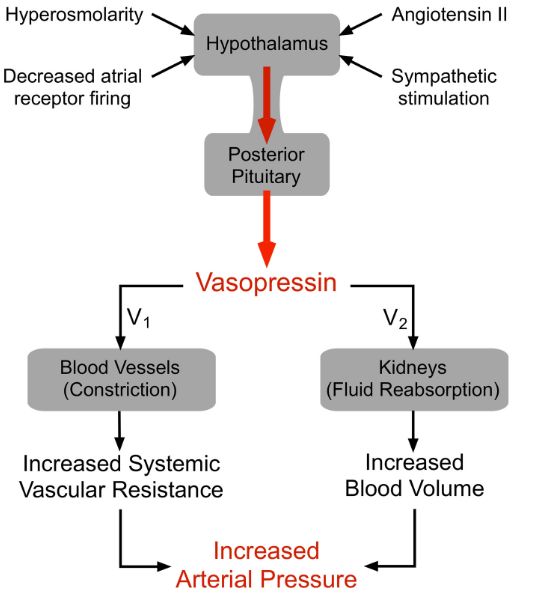 Hyperosmolarity
Angiotensin II
Hypothalamus
Decreased atrial
receptor firing
Sympathetic
stimulation
Posterior
Pituitary
Vasopressin
V1
V2
Blood Vessels
(Constriction)
Kidneys
(Fluid Reabsorption)
Increased Systemic
Vascular Resistance
Increased
Blood Volume
Increased
Arterial Pressure